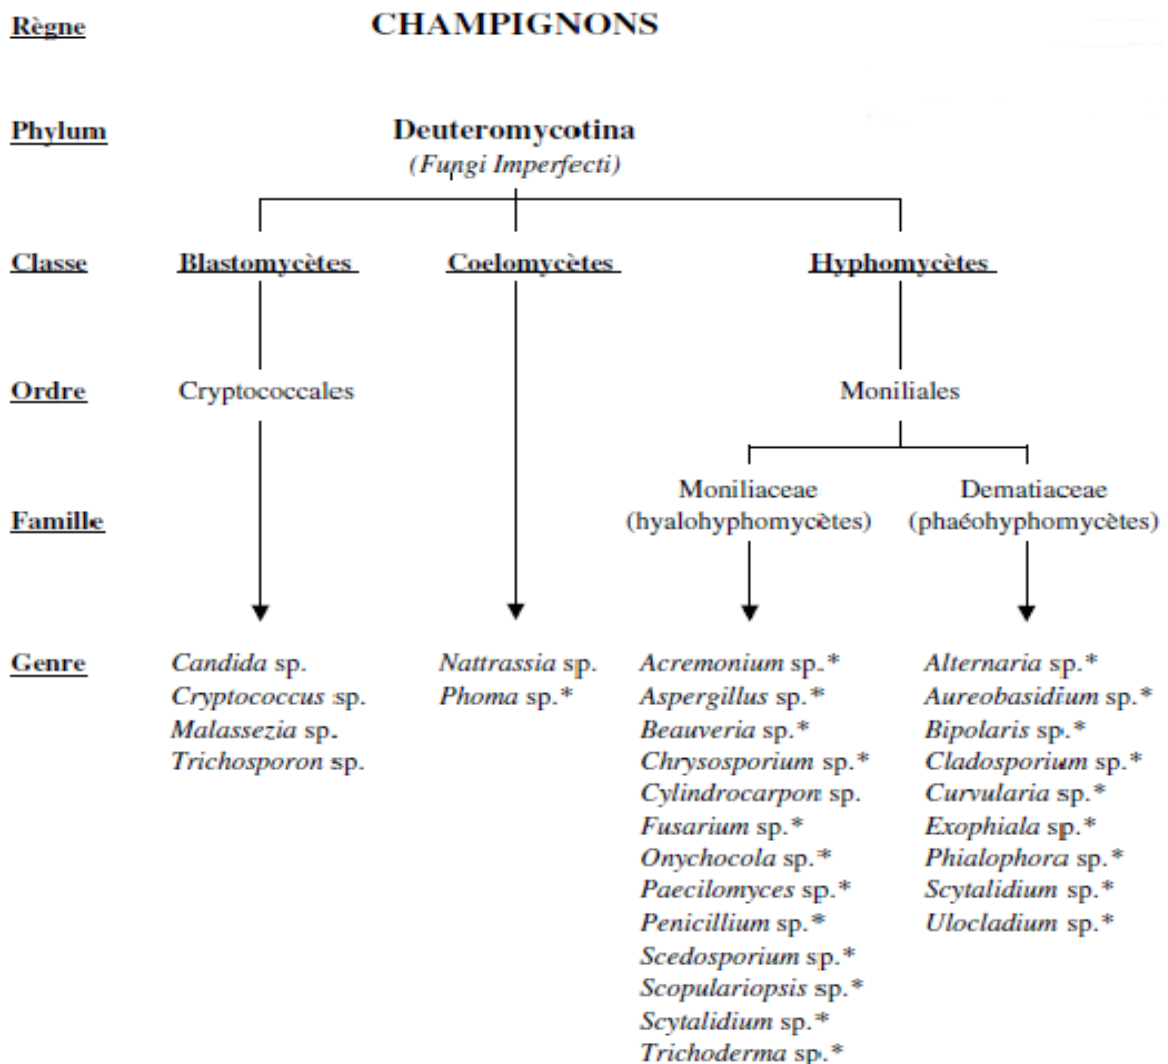 Règne CHAMPIGNONS
Phylum Deuteromycotina
(Fungi Imperfecti)
Classe Blastomycètes Coelomycètes Hyphomycètes
Ordre Cryptococcales Moniliales
Moniliaceae Dematiaceae
Famille (hyalohyphomycètes) (phaéohyphomycètes)
Genre Candida sp. Nattrassia sp. Acremonium sp.* Alternaria sp.*
Cryptococcus sp. Phoma sp.* Aspergillus sp.* Aureobasidium sp.*
Malassezia sp. Beauveria sp.* Bipolaris sp.*
Trichosporon sp. Chrysosporium sp.* Cladosporium sp.*
Cylindrocarpon sp. Curvularia sp.*
Fusarium sp.* Exophiala sp.*
Onychocola sp.* Phialophora sp.*
Paecilomyces sp.* Scytalidium sp.*
Penicillium sp.* Ulocladium sp.*
Scedosporium sp.*
Scopulariopsis sp.*
Scytalidium sp.*
Trichoderma sp.*